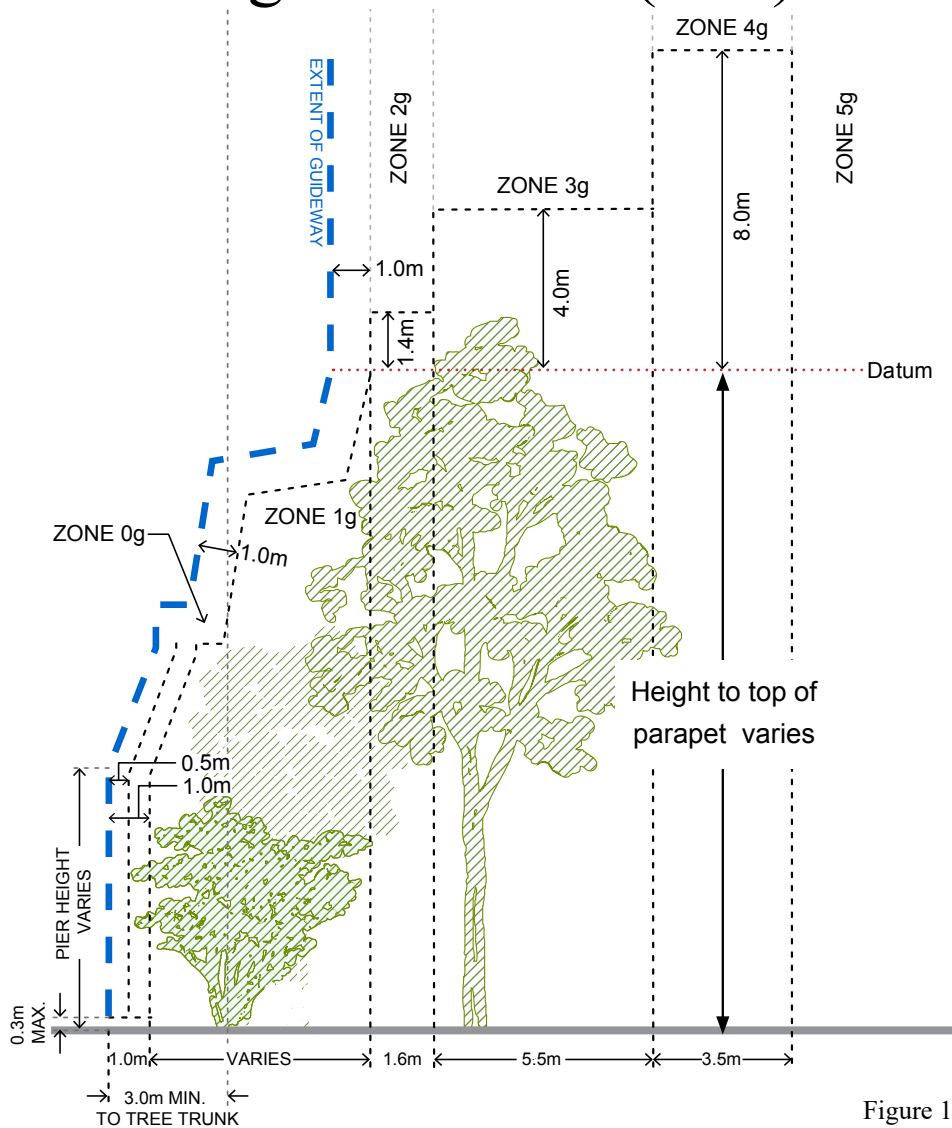 ZONE 4g
EXTENT OF GUIDEWAY
ZONE 2g
ZONE 5g
ZONE 3g
8.0m
1.0m
4.0m
1.4m
Datum
ZONE 1g
ZONE 0g
1.0m
Height to top of
parapet varies
0.5m
1.0m
PIER HEIGHT
VARIES
0.3m
MAX.
1.0m
VARIES
1.6m
5.5m
3.5m
3.0m MIN.
TO TREE TRUNK
Figure 1